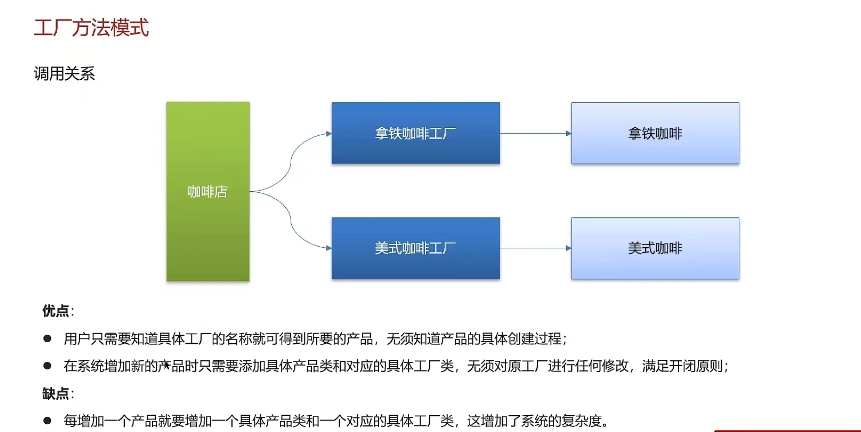 工厂方法模式
调用关系
咖啡店
拿铁咖啡工厂
拿铁咖啡
美式咖啡工厂
美式咖啡
优点：
● 用户只需要知道具体工厂的名称就可得到所要的产品，无须知道产品的具体创建过程；
● 在系统增加新的产品时只需要添加具体产品类和对应的具体工厂类，无须对原工厂进行任何修改，满足开闭原则；
缺点：
● 每增加一个产品就要增加一个具体产品类和一个对应的具体工厂类，这增加了系统的复杂度。